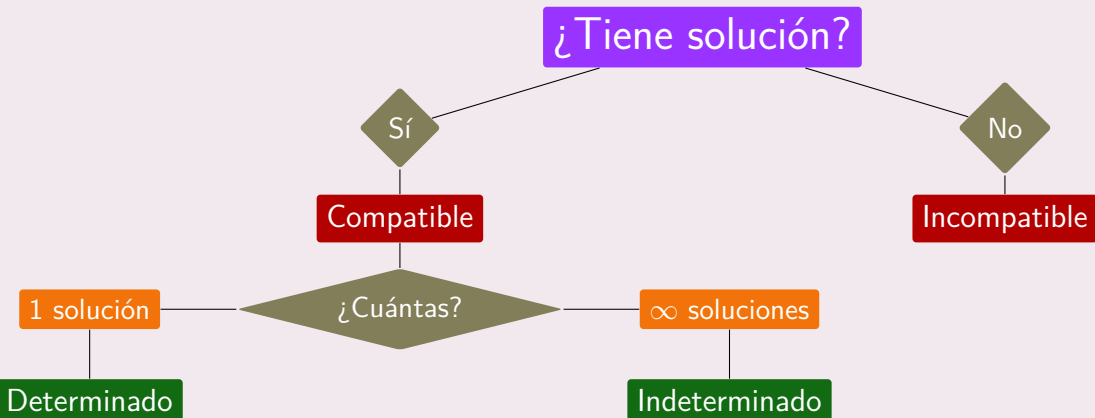 ¿Tiene solución?
Sí
No
Compatible
Incompatible
1 solución
¿Cuántas?
∞ soluciones
Determinado
Indeterminado